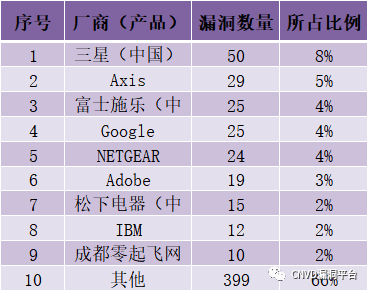 序号 厂商（产品） 漏洞数量 所占比例
1 三星（中国） 50 8%
2 Axis 29 5%
3 富士施乐（中 25 4%
4 Google 25 4%
5 NETGEAR 24 4%
6 Adobe 19 3%
7 松下电器（中 15 2%
8 IBM 12 2%
9 成都零起飞网 10 2%
10 其他 399 66%
CNVD漏洞平台